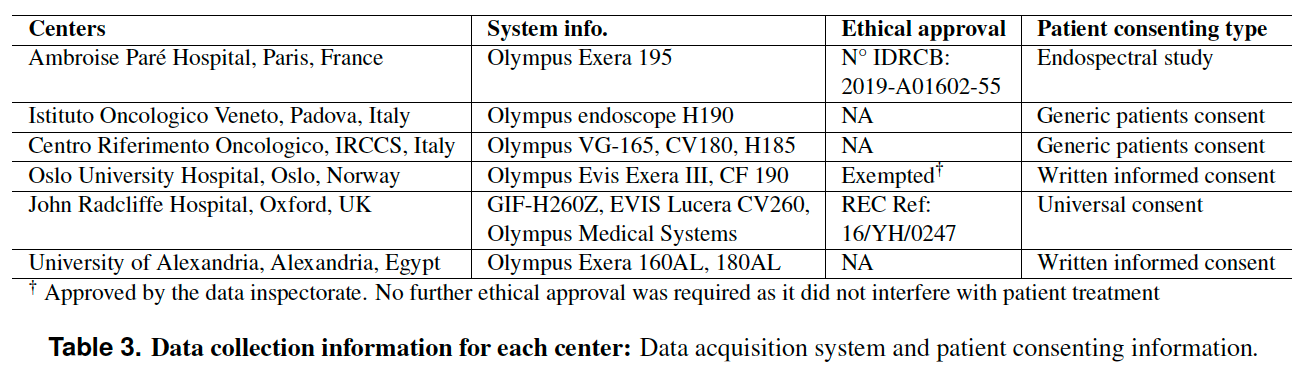 Centers System info. Ethical approval Patient consenting type
Ambroise Paré Hospital, Paris, France Olympus Exera 195 N° IDRCB: Endospectral study
2019-A01602-55
Istituto Oncologico Veneto, Padova, Italy Olympus endoscope H190 NA Generic patients consent
Centro Riferimento Oncologico, IRCCS, Italy Olympus VG-165, CV180, H185 NA Generic patients consent
Oslo University Hospital, Oslo, Norway Olympus Evis Exera III, CF 190 Exempted† Written informed consent
John Radcliffe Hospital, Oxford, UK GIF-H260Z, EVIS Lucera CV260, REC Ref: Universal consent
Olympus Medical Systems 16/YH/0247
University of Alexandria, Alexandria, Egypt Olympus Exera 160AL, 180AL NA Written informed consent
† Approved by the data inspectorate. No further ethical approval was required as it did not interfere with patient treatment
Table 3. Data collection information for each center: Data acquisition system and patient consenting information.